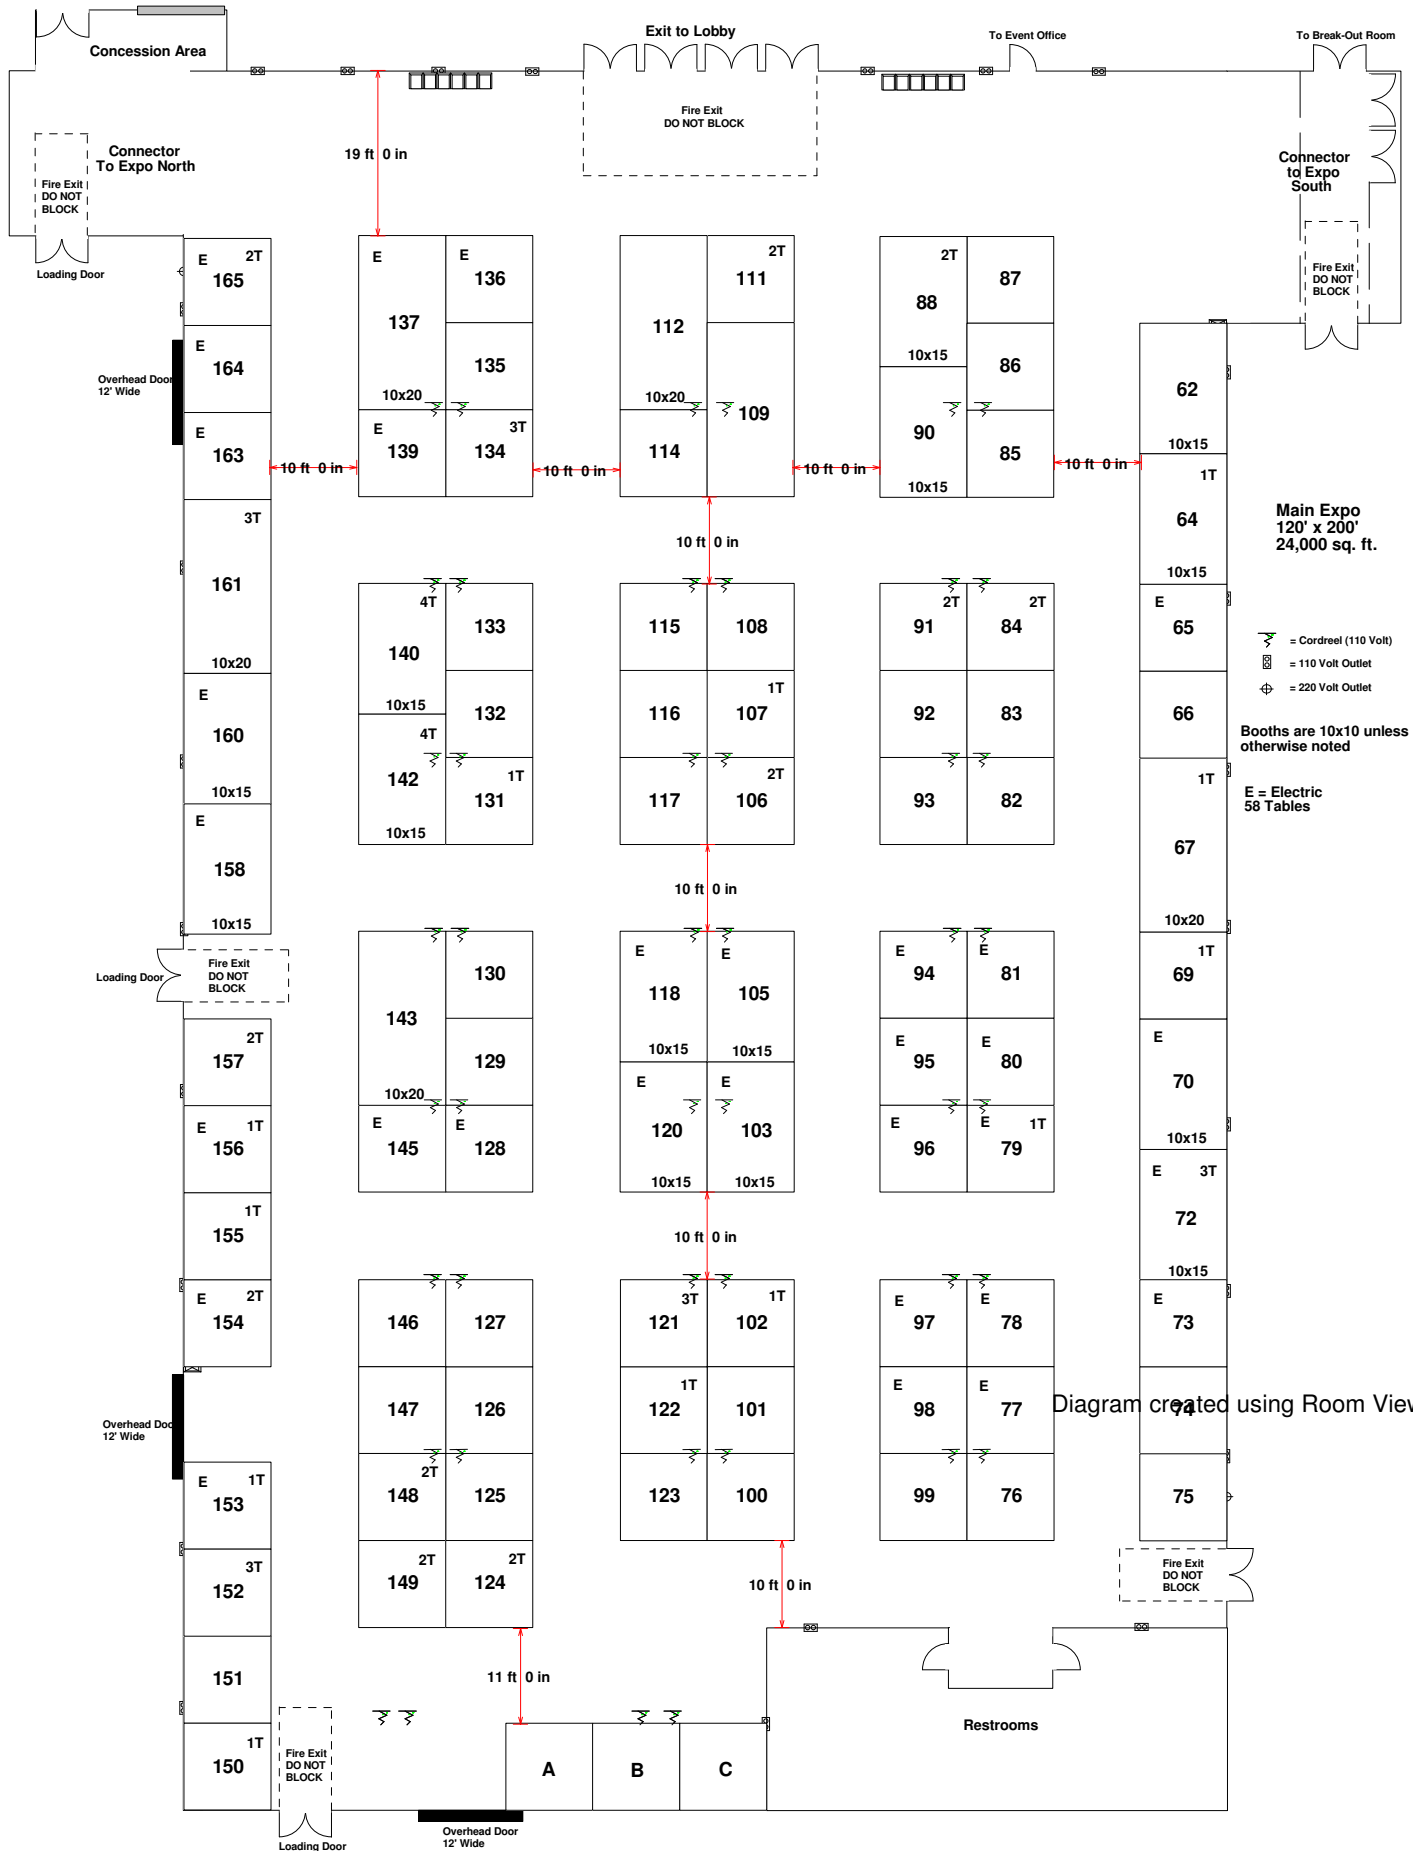 Exit to Lobby
To Event Office
To Break-Out Room
Concession Area
Fire Exit
DO NOT BLOCK
Connector
To Expo North
19 ft 0 in
Connector
to Expo
South
Fire Exit
DO NOT
BLOCK
Loading Door
Fire Exit
DO NOT
BLOCK
E 2T
165
E
164
E
163
Overhead Door
12' Wide
3T
161
10x20
E
160
10x15
E
158
10x15
Loading Door
Fire Exit
DO NOT
BLOCK
2T
157
E 1T
156
1T
155
E 2T
154
Overhead Doo
12' Wide
E 1T
153
3T
152
151
1T
150
Fire Exit
DO NOT
BLOCK
Loading Door
E
137
10x20
E
136
135
E
139
3T
134
10 ft 0 in
10 ft 0 in
4T
140
10x15
133
132
4T
142
10x15
1T
131
143
10x20
130
129
E
145
E
128
146
127
147
126
2T
148
125
2T
149
2T
124
11 ft 0 in
Overhead Door
12' Wide
A
B
C
112
10x20
2T
111
109
114
10 ft 0 in
10 ft 0 in
115
108
116
1T
107
117
2T
106
10 ft 0 in
E
118
10x15
E
105
10x15
E
120
10x15
E
103
10x15
10 ft 0 in
3T
121
1T
102
1T
122
101
123
100
10 ft 0 in
2T
88
10x15
87
86
90
10x15
85
10 ft 0 in
2T
91
2T
84
92
83
93
82
E
94
E
81
E
95
E
80
E
96
E 1T
79
E
97
E
78
E
98
E
77
99
76
62
10x15
1T
64
10x15
E
65
66
1T
67
10x20
1T
69
E
70
10x15
E 3T
72
10x15
E
73
74
Diagram created using Room View
75
Fire Exit
DO NOT
BLOCK
Restrooms
Main Expo
120' x 200'
24,000 sq. ft.
= Cordreel (110 Volt)
= 110 Volt Outlet
= 220 Volt Outlet
Booths are 10x10 unless
otherwise noted
E = Electric
58 Tables